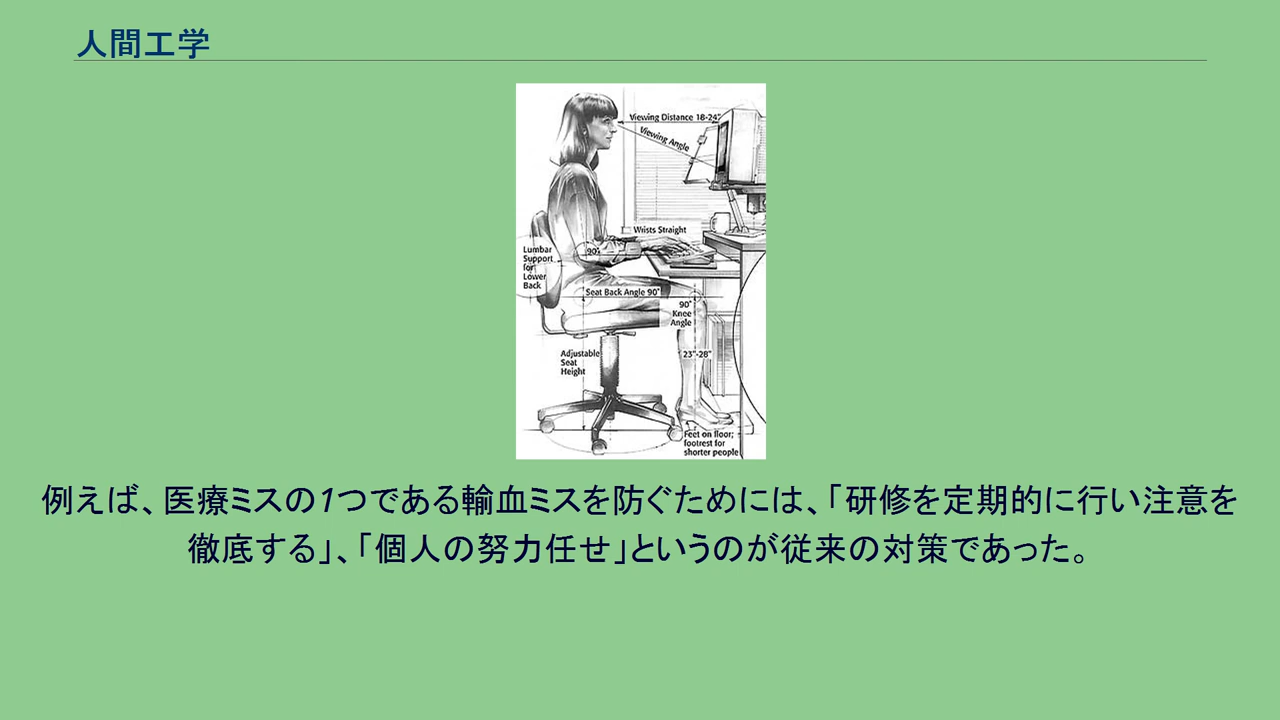 人間工学
Viewing Distance 18-24"
Viewing Angle
Wrists Straight
90°
Lumbar
Support
for
Lower
Back
Seat Back Angle 90°
90°
Knee
Angle
Adjustable
Seat
Height
23"-28"
Feet on floor;
footrest for
shorter people
例えば、医療ミスの1つである輸血ミスを防ぐためには、「研修を定期的に行い注意を
徹底する」、「個人の努力任せ」というのが従来の対策であった。